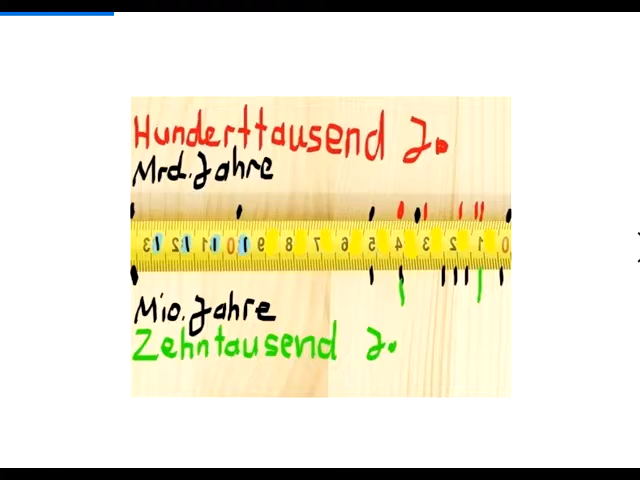 Hunderttausend J.
Mrd. Jahre
13 12 11 10 9 8 7 6 5 4 3 2 1 0
Mio. Jahre
Zehntausend J.